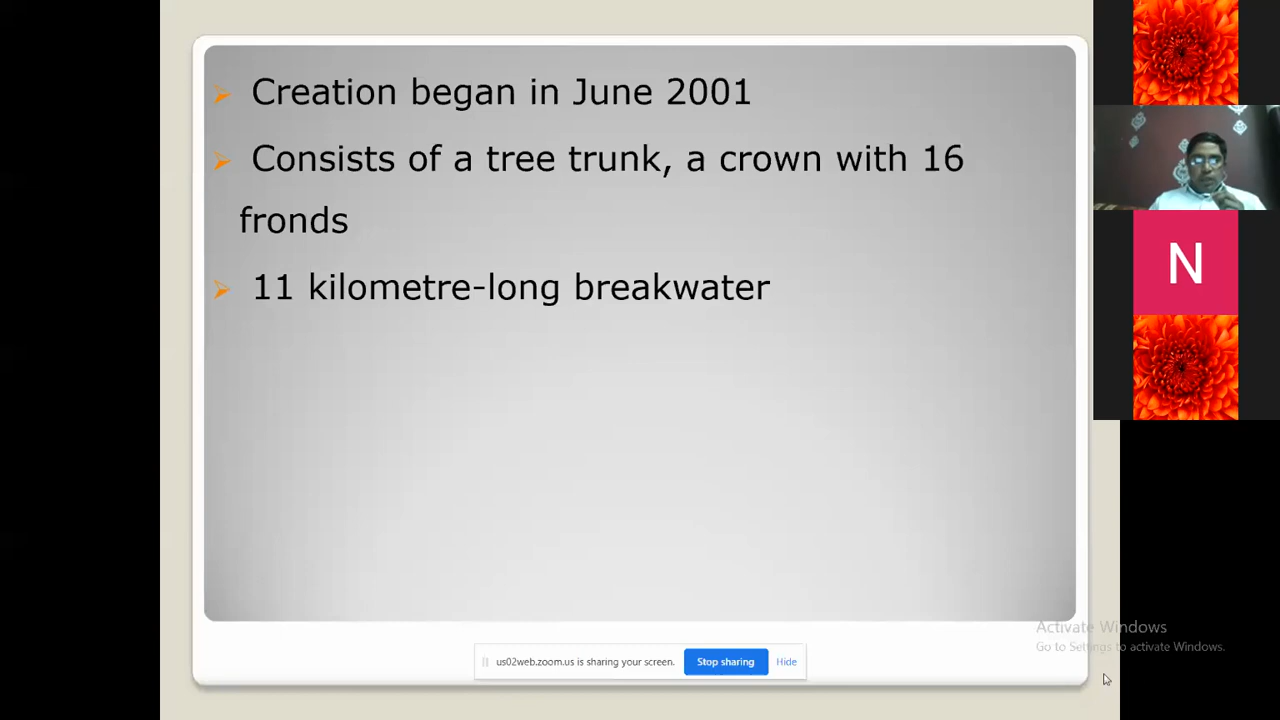 Creation began in June 2001
Consists of a tree trunk, a crown with 16
fronds
11 kilometre-long breakwater
N
Activate Windows
Go to Settings to activate Windows.
us02web.zoom.us is sharing your screen.
Stop sharing
Hide